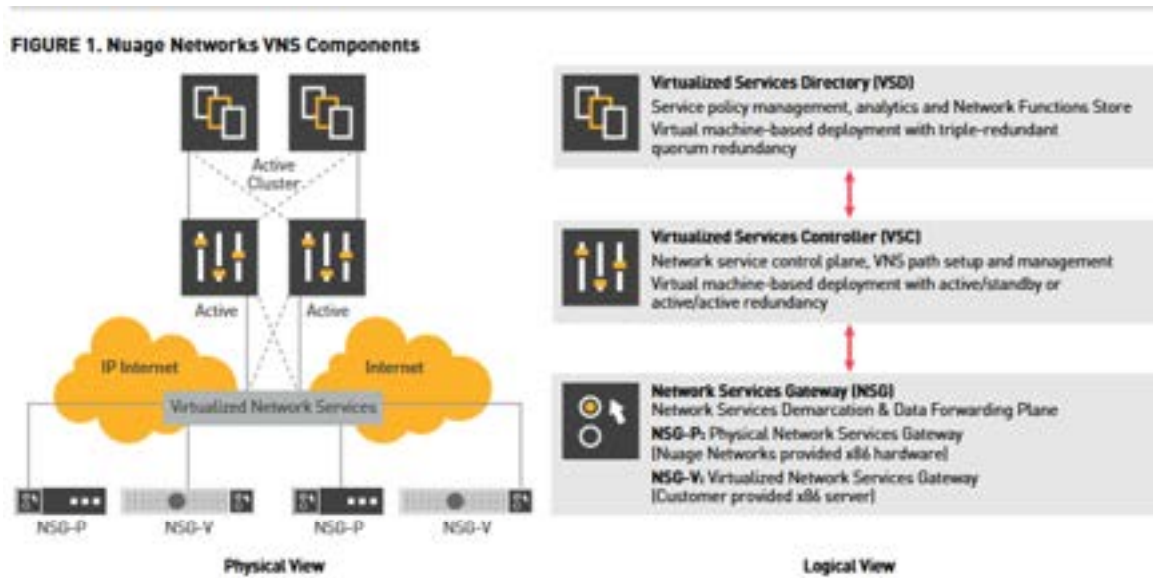 FIGURE 1. Nuage Networks VNS Components
Active
Cluster
Active
Active
IP Internet
Internet
Virtualized Network Services
NSG-P
NSG-V
NSG-P
NSG-V
Physical View
Virtualized Services Directory (VSD)
Service policy management, analytics and Network Functions Store
Virtual machine-based deployment with triple-redundant
quorum redundancy
Virtualized Services Controller (VSC)
Network service control plane, VNS path setup and management
Virtual machine-based deployment with active/standby or
active/active redundancy
Network Services Gateway (NSG)
Network Services Demarcation & Data Forwarding Plane
NSG-P: Physical Network Services Gateway
(Nuage Networks provided x86 hardware)
NSG-V: Virtualized Network Services Gateway
(Customer provided x86 server)
Logical View